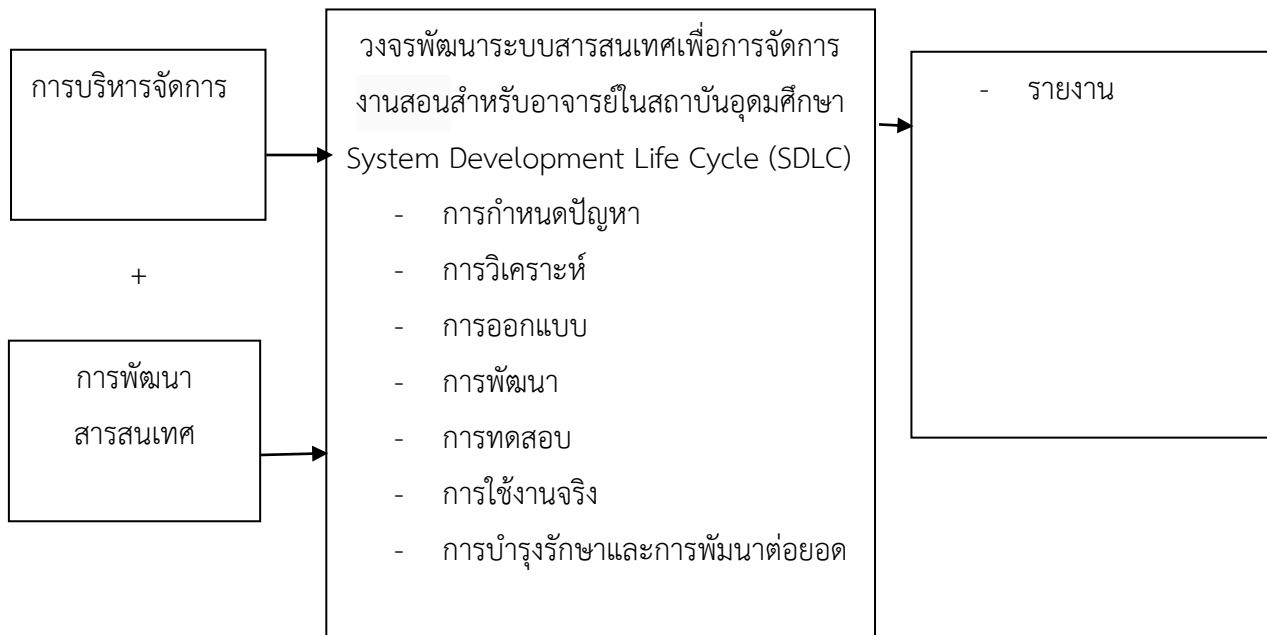 การบริหารจัดการ
+
การพัฒนา
สารสนเทศ
วงจรพัฒนาระบบสารสนเทศเพื่อการจัดการ
งานสอนสำหรับอาจารย์ในสถาบันอุดมศึกษา
System Development Life Cycle (SDLC)
- การกำหนดปัญหา
- การวิเคราะห์
- การออกแบบ
- การพัฒนา
- การทดสอบ
- การใช้งานจริง
- การบำรุงรักษาและการพัมนาต่อยอด
- รายงาน